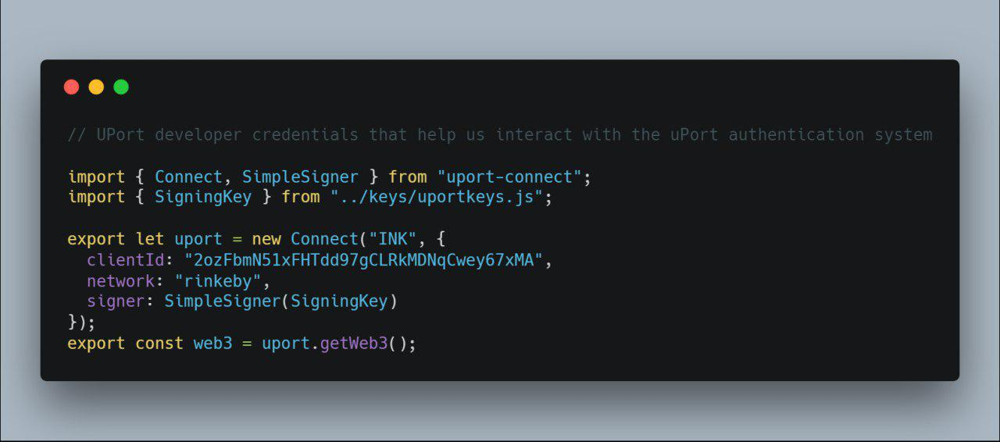 // UPort developer credentials that help us interact with the uPort authentication system
import { Connect, SimpleSigner } from "uport-connect";
import { SigningKey } from "../keys/uportkeys.js";
export let uport = new Connect("INK", {
  clientId: "2ozFbmN51xFHTdd97gCLRkMDNqCwey67xMA",
  network: "rinkeby",
  signer: SimpleSigner(SigningKey)
});
export const web3 = uport.getWeb3();